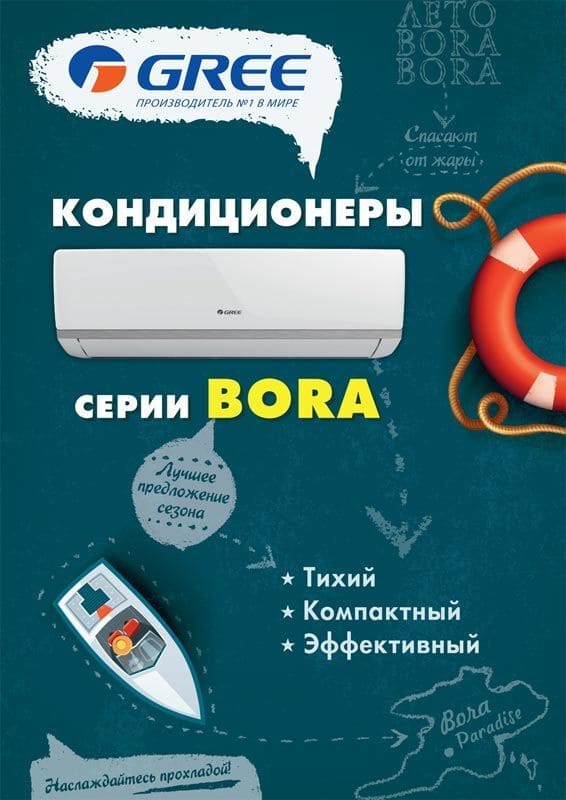 GREE
ПРОИЗВОДИТЕЛЬ №1 В МИРЕ
ЛЕТО
BORA
BORA
Спасают
от жары
КОНДИЦИОНЕРЫ
GREE
СЕРИИ BORA
Лучшее
предложение
сезона
★ Тихий
★ Компактный
★ Эффективный
Bora
Paradise
Наслаждайтесь прохладой!